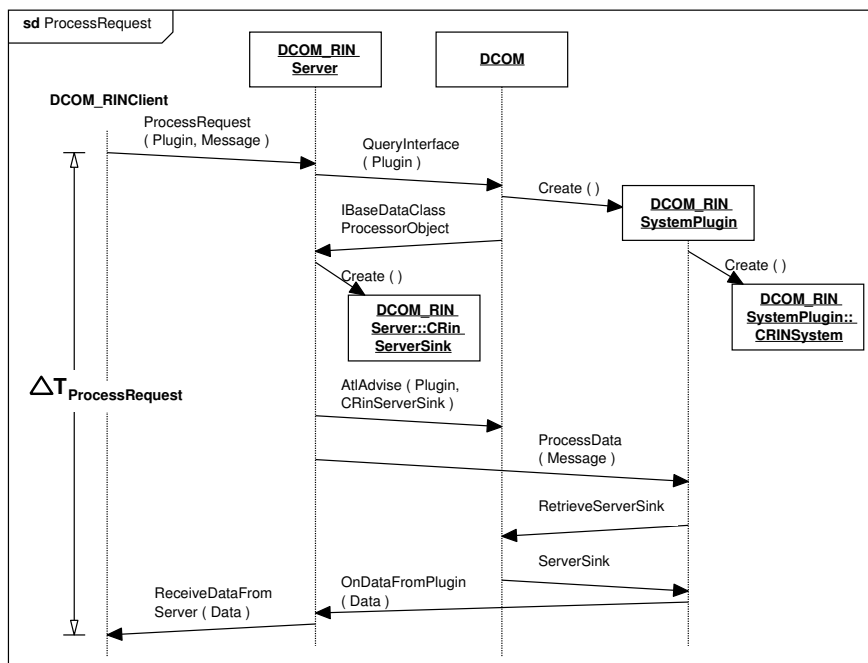 sd ProcessRequest
DCOM_RIN
Server
DCOM
DCOM_RINClient
ProcessRequest
( Plugin, Message )
QueryInterface
( Plugin )
Create ( )
DCOM_RIN
SystemPlugin
IBaseDataClass
ProcessorObject
Create ( )
Create ( )
DCOM_RIN
Server::CRin
ServerSink
DCOM_RIN
SystemPlugin::
CRINSystem
△T ProcessRequest
AtlAdvise ( Plugin,
CRinServerSink )
ProcessData
( Message )
RetrieveServerSink
ServerSink
OnDataFromPlugin
( Data )
ReceiveDataFrom
Server ( Data )